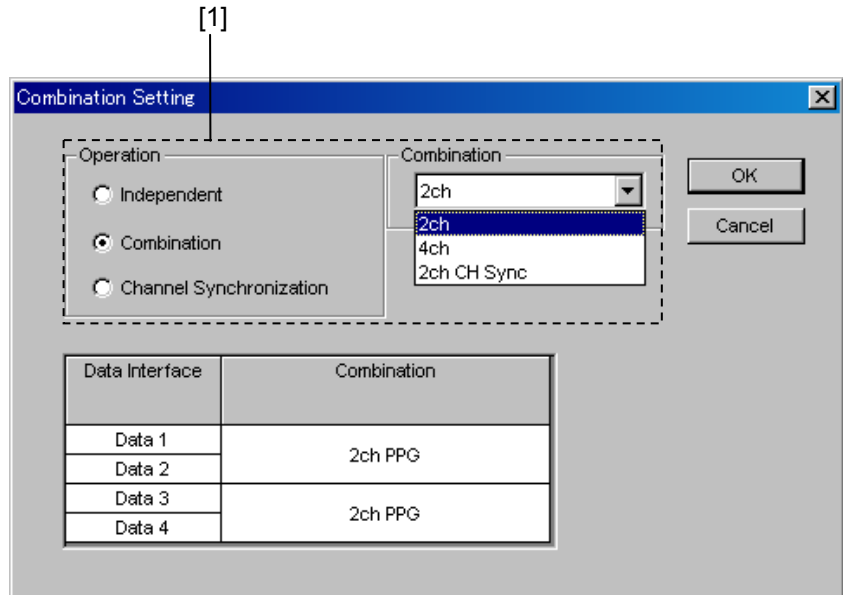 [1]
Combination Setting
Operation
Independent
Combination
Channel Synchronization
Combination
2ch
2ch
4ch
2ch CH Sync
OK
Cancel
Data Interface
Combination
Data 1
Data 2
2ch PPG
Data 3
Data 4
2ch PPG